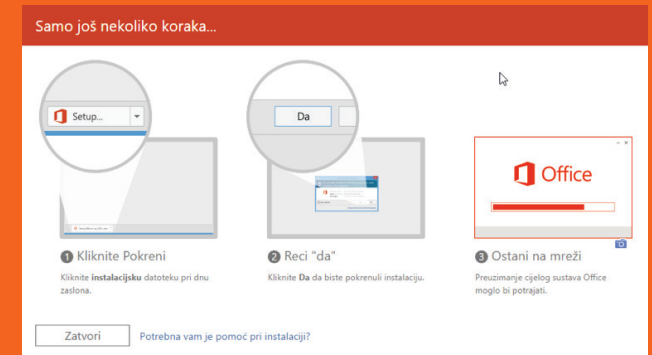 Samo još nekoliko koraka...
Setup...
Da
Office
1 Kliknite Pokreni
Kliknite instalacijsku datoteku pri dnu
zaslona.
2 Reci "da"
Kliknite Da da biste pokrenuli instalaciju.
3 Ostani na mreži
Preuzimanje cijelog sustava Office
moglo bi potrajati.
Zatvori
Potrebna vam je pomoć pri instalaciji?